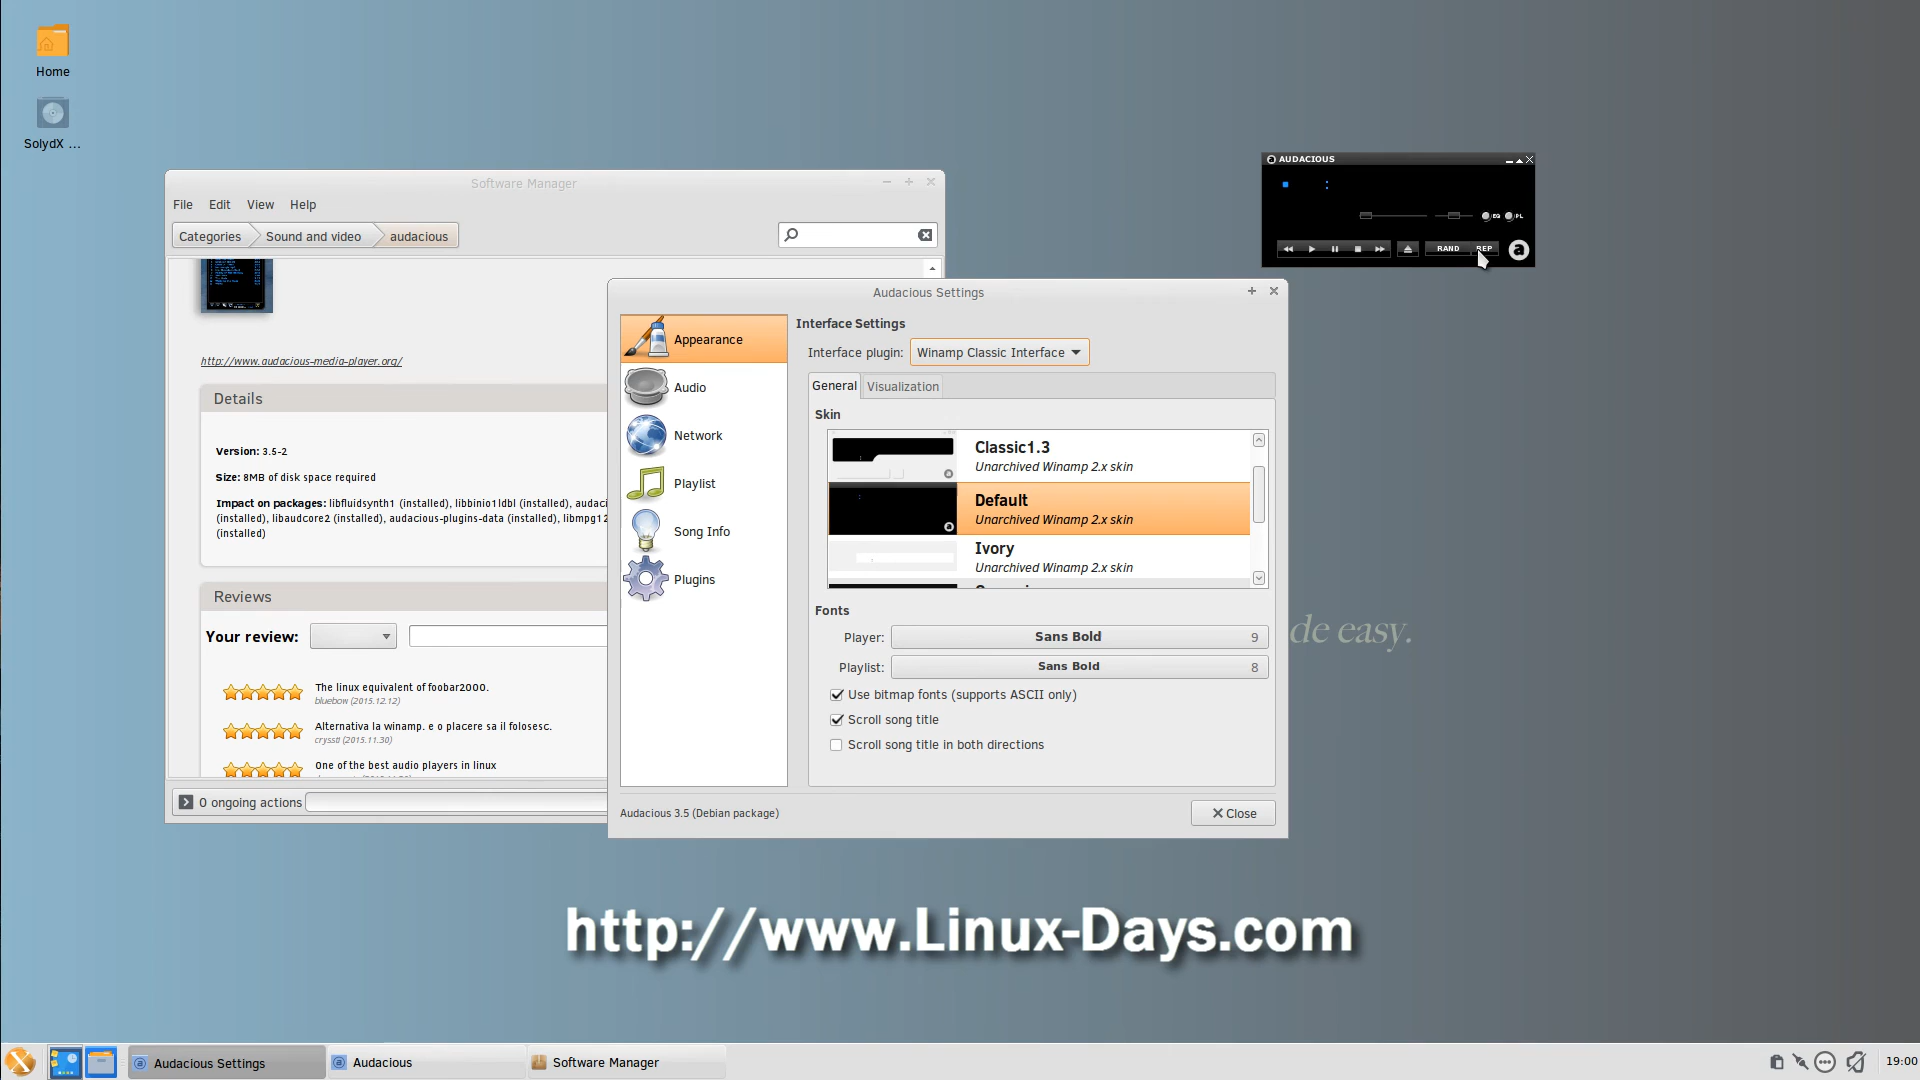 Home
SolydX ...
Software Manager
File Edit View Help
Categories Sound and video audacious
http://www.audacious-media-player.org/
Details
Version: 3.5-2
Size: 8MB of disk space required
Impact on packages: libfluidsynth1 (installed), libbinio1ldbl (installed), audaci
(installed), libaudcore2 (installed), audacious-plugins-data (installed), libmpg12
(installed)
Reviews
Your review:
The linux equivalent of foobar2000.
bluebow (2015.12.12)
Alternativa la winamp. e o placere sa il folosesc.
crysstl (2015.11.30)
One of the best audio players in linux
0 ongoing actions
AUDACIOUS
EQ PL
RAND REP
a
Audacious Settings
Appearance
Audio
Network
Playlist
Song Info
Plugins
Interface Settings
Interface plugin: Winamp Classic Interface
General Visualization
Skin
Classic1.3
Unarchived Winamp 2.x skin
Default
Unarchived Winamp 2.x skin
Ivory
Unarchived Winamp 2.x skin
Fonts
Player: Sans Bold 9
Playlist: Sans Bold 8
Use bitmap fonts (supports ASCII only)
Scroll song title
Scroll song title in both directions
Audacious 3.5 (Debian package)
Close
de easy.
http://www.Linux-Days.com
Audacious Settings
Audacious
Software Manager
19:00